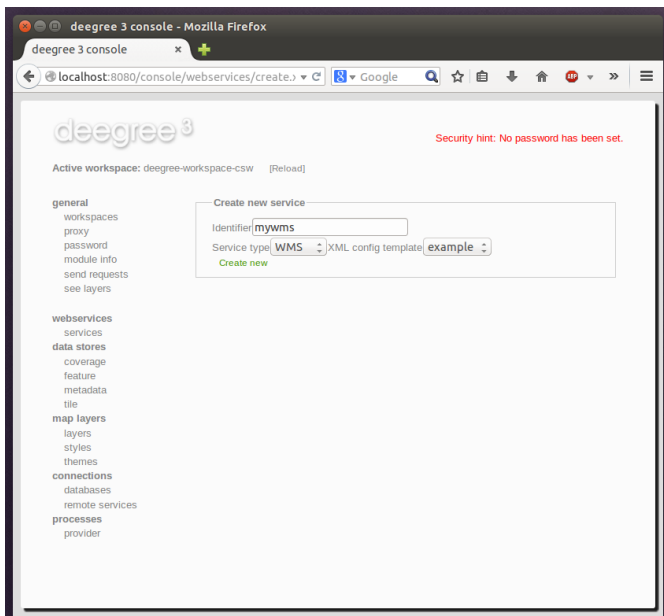 deegree 3 console - Mozilla Firefox
deegree 3 console
localhost:8080/console/webservices/create.
Google
ABP
deegree 3
Security hint: No password has been set.
Active workspace: deegree-workspace-csw [Reload]
general
workspaces
proxy
password
module info
send requests
see layers
webservices
services
data stores
coverage
feature
metadata
tile
map layers
layers
styles
themes
connections
databases
remote services
processes
provider
Create new service
Identifier mywms
Service type WMS XML config template example
Create new